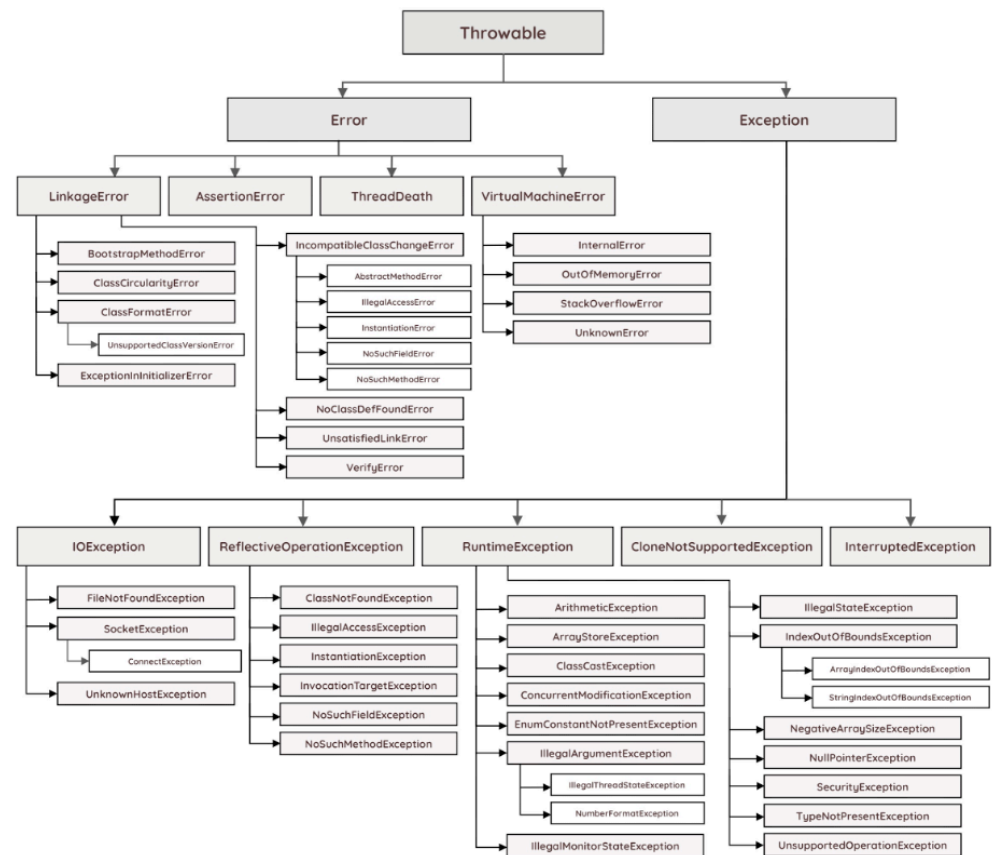 Throwable
Error
Exception
LinkageError
AssertionError
ThreadDeath
VirtualMachineError
BootstrapMethodError
ClassCircularityError
ClassFormatError
UnsupportedClassVersionError
ExceptionInInitializerError
IncompatibleClassChangeError
AbstractMethodError
IllegalAccessError
InstantiationError
NoSuchFieldError
NoSuchMethodError
NoClassDefFoundError
UnsatisfiedLinkError
VerifyError
InternalError
OutOfMemoryError
StackOverflowError
UnknownError
IOException
ReflectiveOperationException
RuntimeException
CloneNotSupportedException
InterruptedException
FileNotFoundException
SocketException
ConnectException
UnknownHostException
ClassNotFoundException
IllegalAccessException
InstantiationException
InvocationTargetException
NoSuchFieldException
NoSuchMethodException
ArithmeticException
ArrayStoreException
ClassCastException
ConcurrentModificationException
EnumConstantNotPresentException
IllegalArgumentException
IllegalThreadStateException
NumberFormatException
IllegalMonitorStateException
IllegalStateException
IndexOutOfBoundsException
ArrayIndexOutOfBoundsException
StringIndexOutOfBoundsException
NegativeArraySizeException
NullPointerException
SecurityException
TypeNotPresentException
UnsupportedOperationException